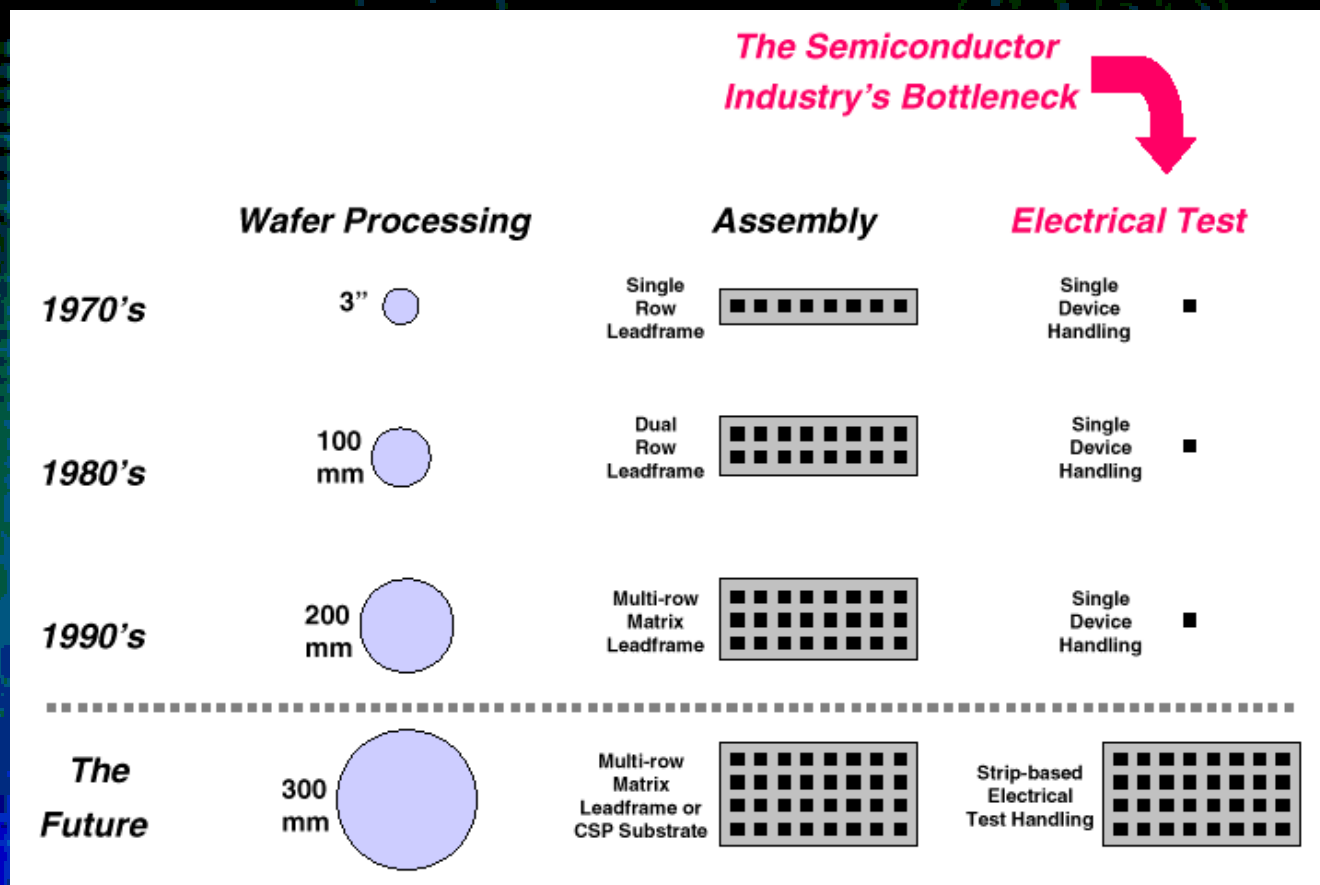 The Semiconductor
Industry's Bottleneck
Wafer Processing
Assembly
Electrical Test
1970's
3”
Single
Row
Leadframe
Single
Device
Handling
1980's
100
mm
Dual
Row
Leadframe
Single
Device
Handling
1990's
200
mm
Multi-row
Matrix
Leadframe
Single
Device
Handling
The
Future
300
mm
Multi-row
Matrix
Leadframe or
CSP Substrate
Strip-based
Electrical
Test Handling